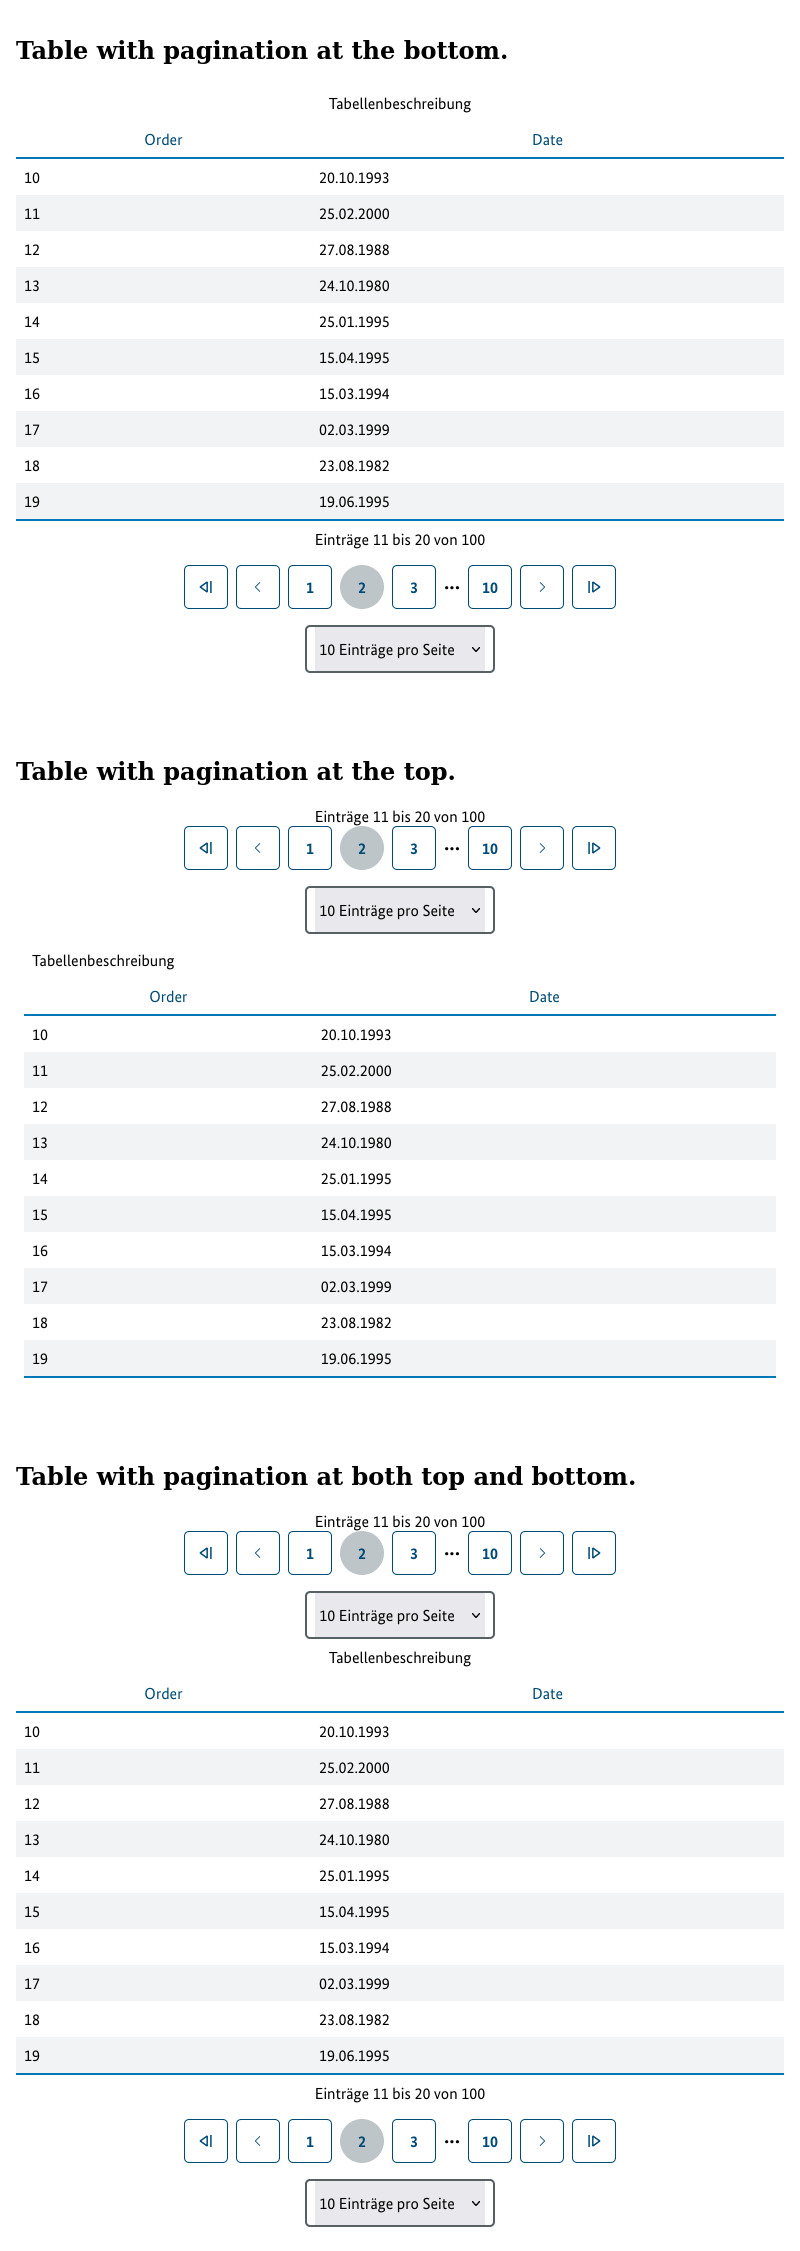 Table with pagination at the bottom.
Tabellenbeschreibung
Order Date
10 20.10.1993
11 25.02.2000
12 27.08.1988
13 24.10.1980
14 25.01.1995
15 15.04.1995
16 15.03.1994
17 02.03.1999
18 23.08.1982
19 19.06.1995
Einträge 11 bis 20 von 100
1 2 3 ... 10
10 Einträge pro Seite
Table with pagination at the top.
Einträge 11 bis 20 von 100
1 2 3 ... 10
10 Einträge pro Seite
Tabellenbeschreibung
Order Date
10 20.10.1993
11 25.02.2000
12 27.08.1988
13 24.10.1980
14 25.01.1995
15 15.04.1995
16 15.03.1994
17 02.03.1999
18 23.08.1982
19 19.06.1995
Table with pagination at both top and bottom.
Einträge 11 bis 20 von 100
1 2 3 ... 10
10 Einträge pro Seite
Tabellenbeschreibung
Order Date
10 20.10.1993
11 25.02.2000
12 27.08.1988
13 24.10.1980
14 25.01.1995
15 15.04.1995
16 15.03.1994
17 02.03.1999
18 23.08.1982
19 19.06.1995
Einträge 11 bis 20 von 100
1 2 3 ... 10
10 Einträge pro Seite